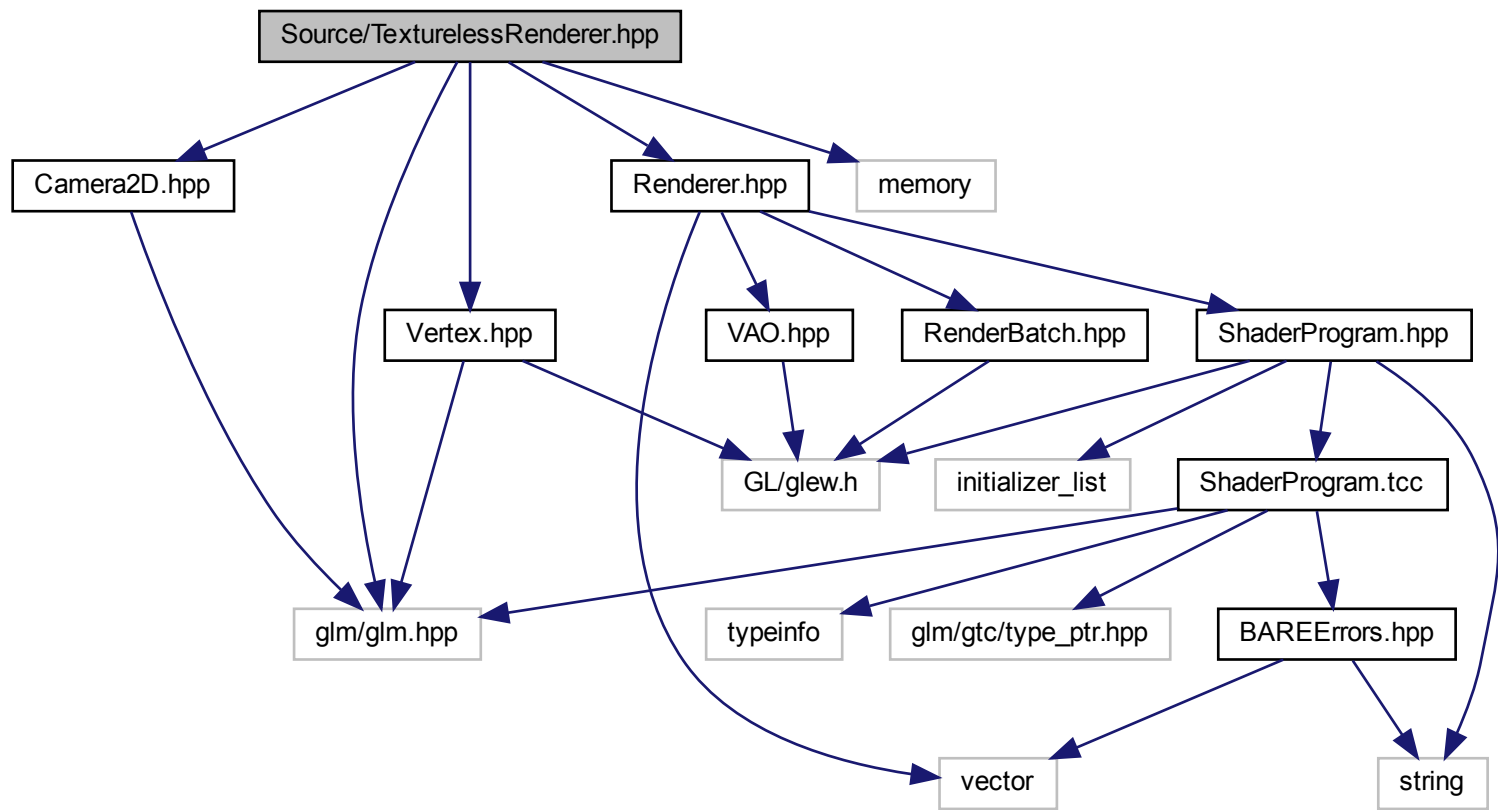 Source/TexturelessRenderer.hpp
Camera2D.hpp
Renderer.hpp
memory
Vertex.hpp
VAO.hpp
RenderBatch.hpp
ShaderProgram.hpp
GL/glew.h
initializer_list
ShaderProgram.tcc
glm/glm.hpp
typeinfo
glm/gtc/type_ptr.hpp
BAREErrors.hpp
vector
string